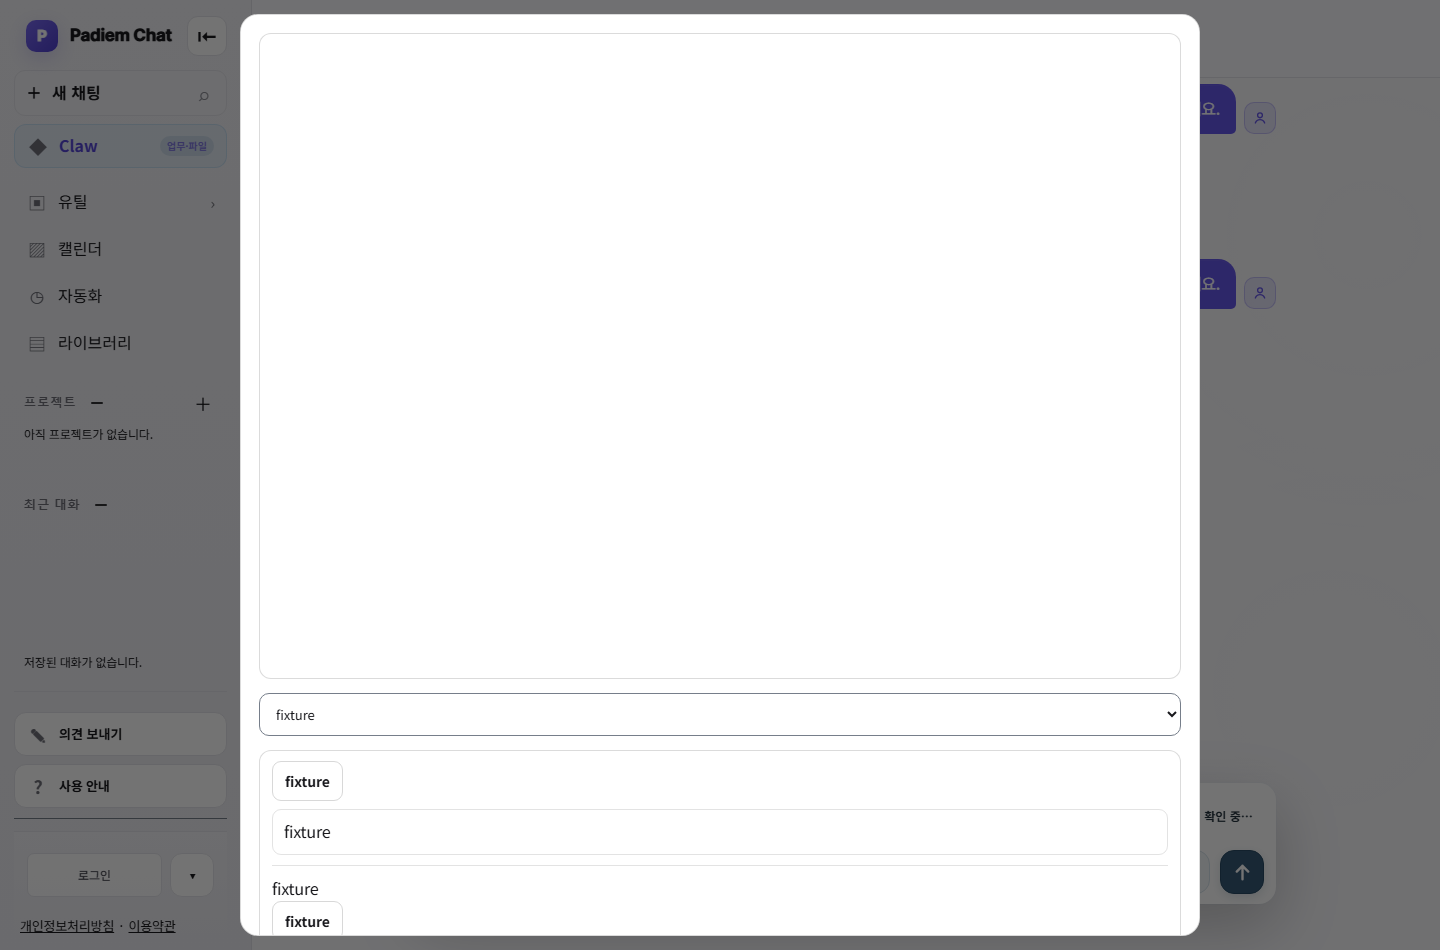 P Padiem Chat
새 채팅
Claw 업무·파일
유틸
캘린더
자동화
라이브러리
프로젝트
아직 프로젝트가 없습니다.
최근 대화
저장된 대화가 없습니다.
의견 보내기
? 사용 안내
로그인
개인정보처리방침 · 이용약관
fixture
fixture
fixture
fixture
fixture
요.
요.
확인 중…